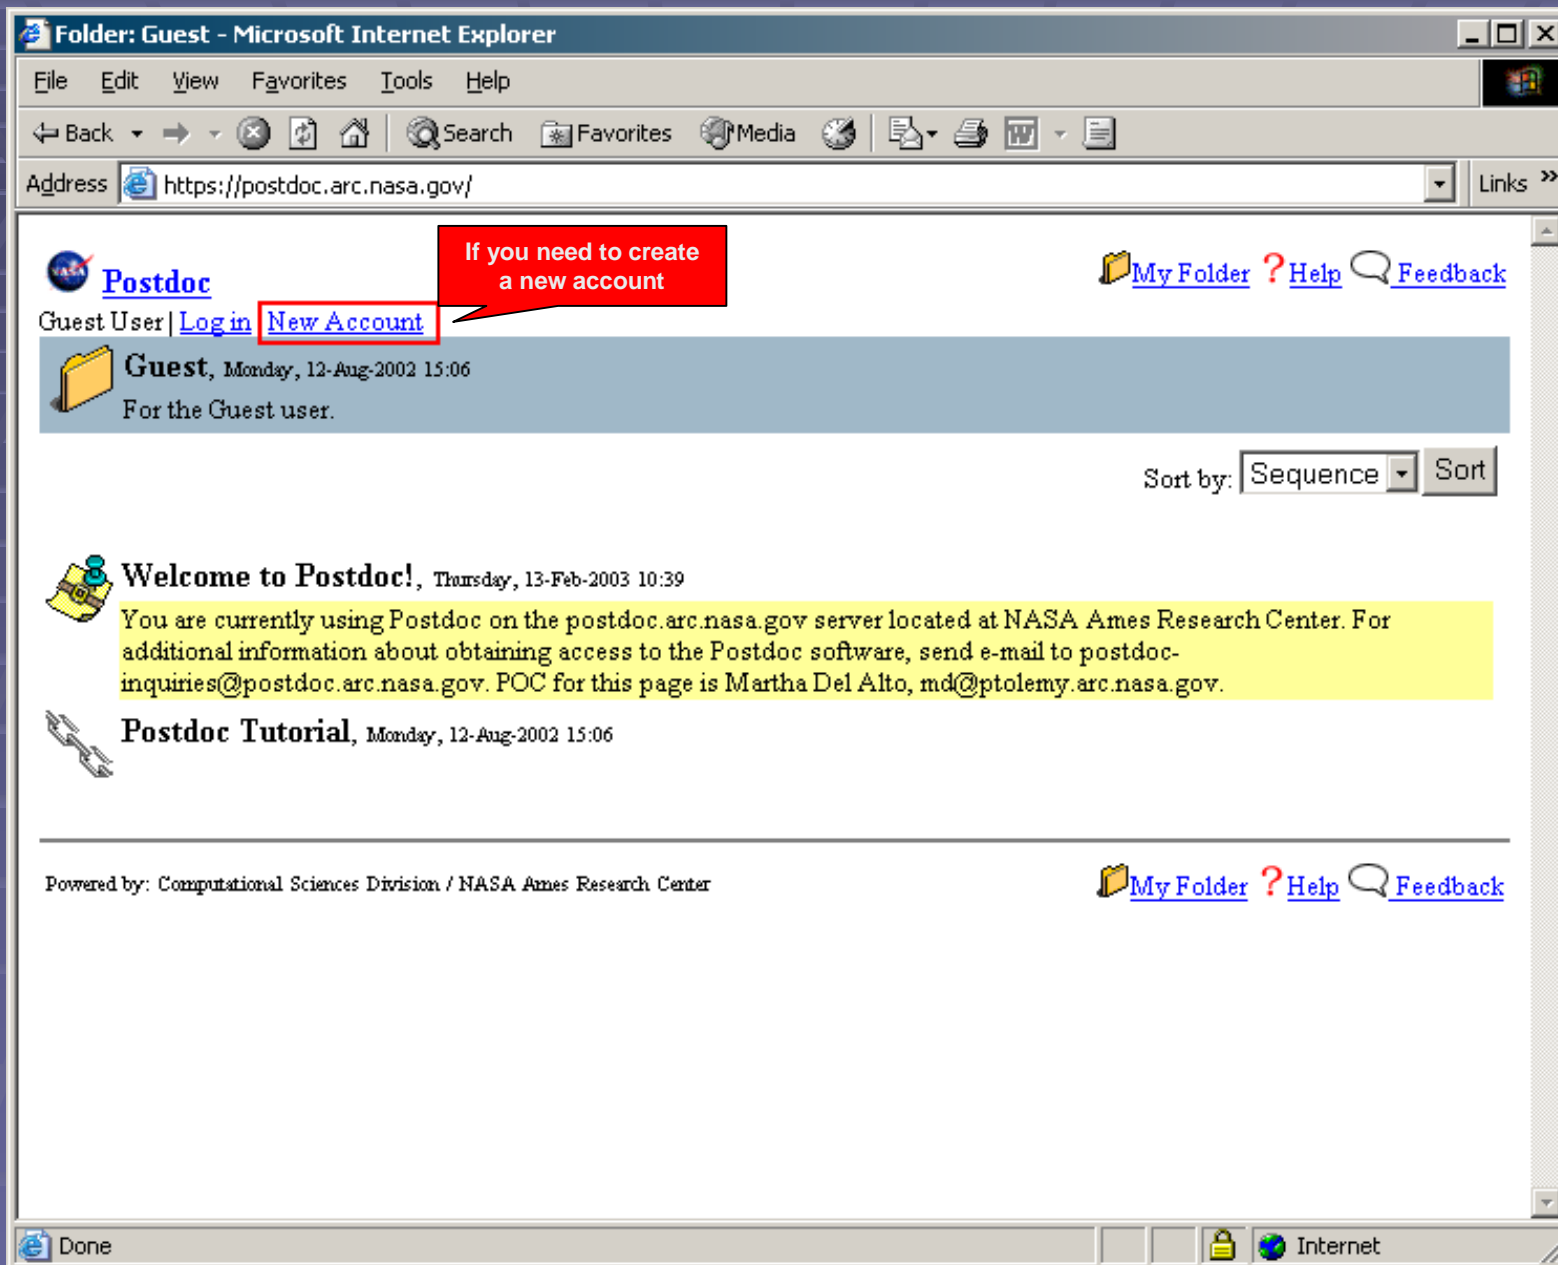 Folder: Guest - Microsoft Internet Explorer
File Edit View Favorites Tools Help
Back Search Favorites Media
Address https://postdoc.arc.nasa.gov/ Links »
If you need to create
a new account
NASA Postdoc My Folder ? Help Feedback
Guest User | Log in New Account
Guest, Monday, 12-Aug-2002 15:06
For the Guest user.
Sort by: Sequence Sort
Welcome to Postdoc!, Thursday, 13-Feb-2003 10:39
You are currently using Postdoc on the postdoc.arc.nasa.gov server located at NASA Ames Research Center. For
additional information about obtaining access to the Postdoc software, send e-mail to postdoc-
inquiries@postdoc.arc.nasa.gov. POC for this page is Martha Del Alto, md@ptolemy.arc.nasa.gov.
Postdoc Tutorial, Monday, 12-Aug-2002 15:06
Powered by: Computational Sciences Division / NASA Ames Research Center My Folder ? Help Feedback
Done Internet